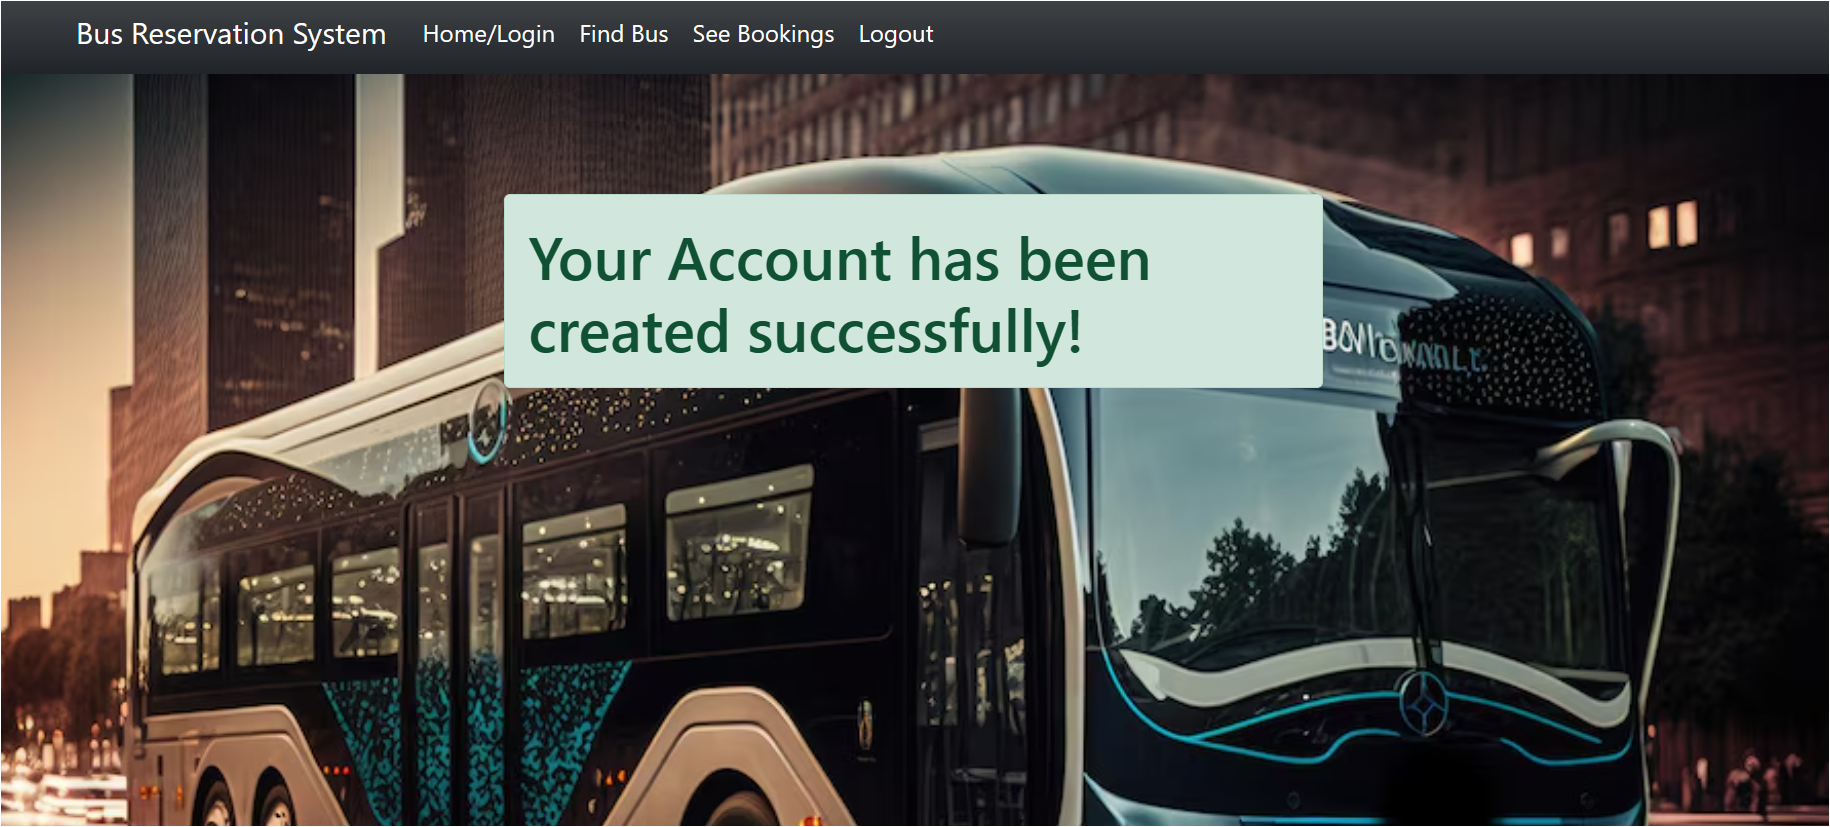 Bus Reservation System Home/Login Find Bus See Bookings Logout
Your Account has been
created successfully!